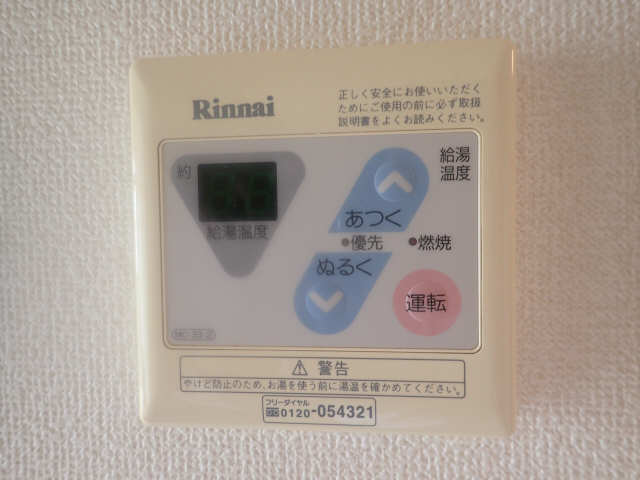 Rinnai
正しく安全にお使いいただく
ためにご使用の前に必ず取扱
説明書をよくお読みください。
約
給湯温度
給湯
温度
あつく
優先
燃焼
ぬるく
運転
MC-33-2
警告
やけど防止のため、お湯を使う前に湯温を確かめてください。
フリーダイヤル
0120-054321